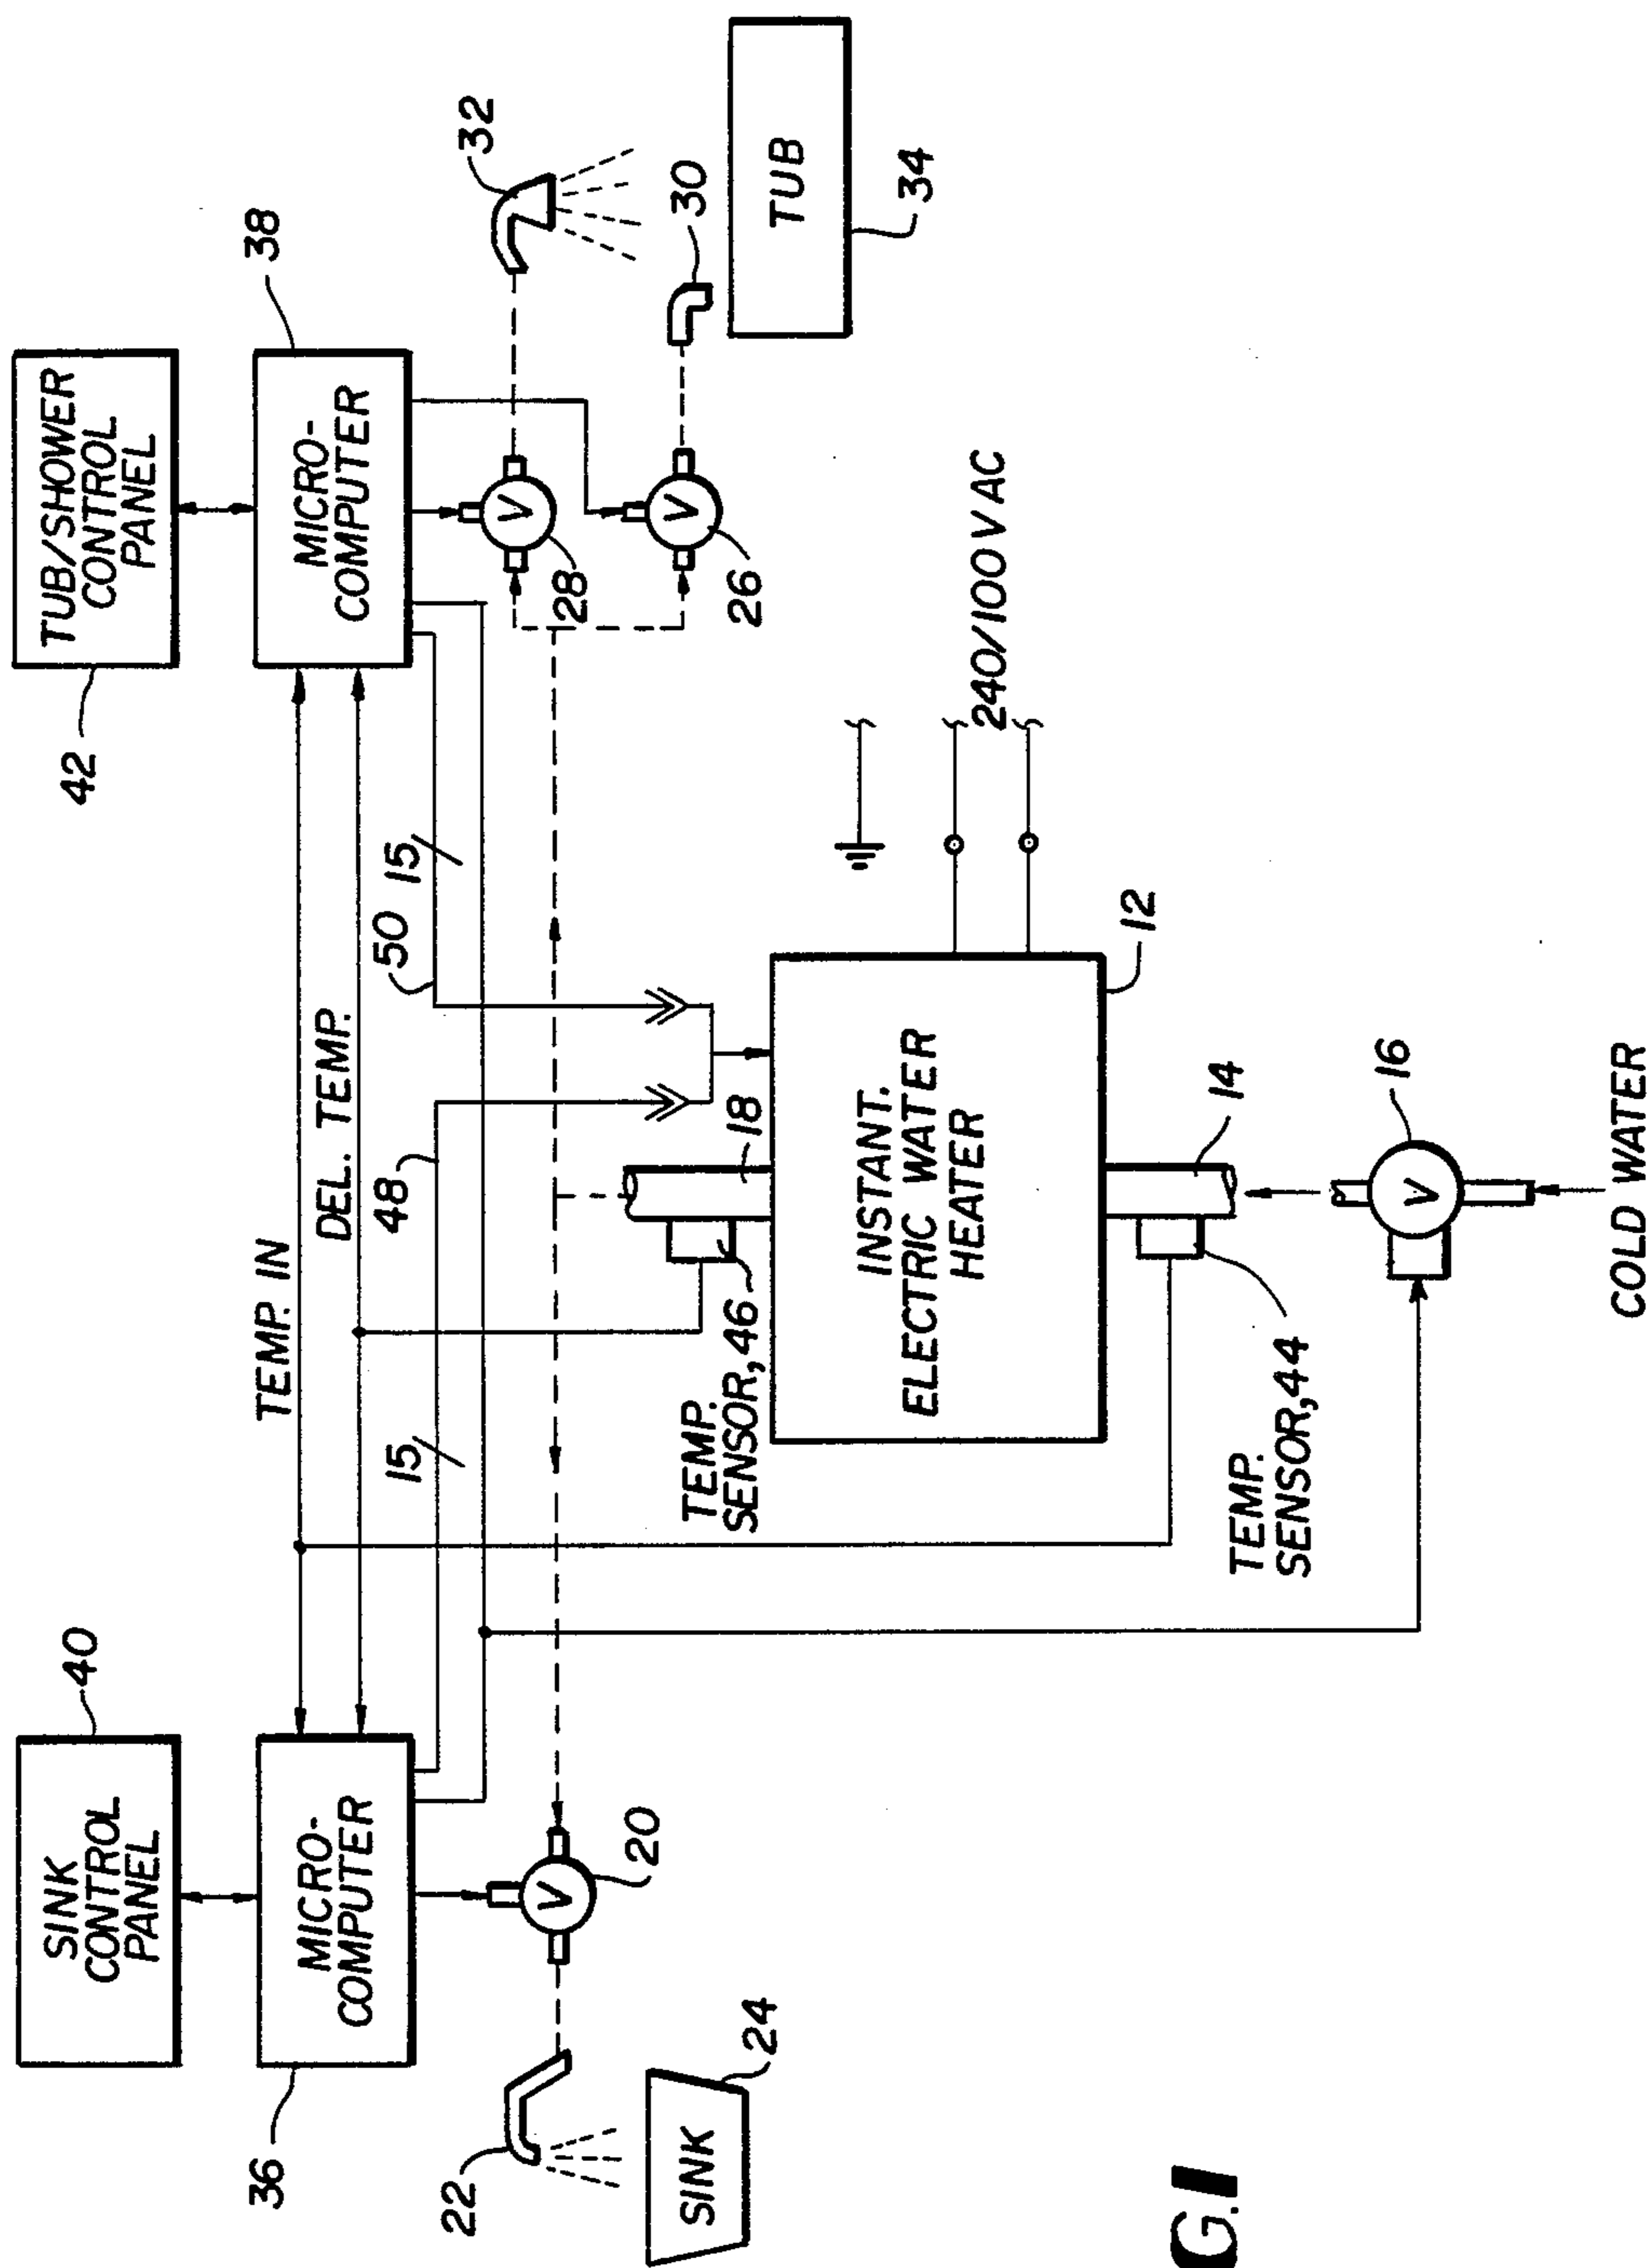 40
SINK
CONTROL
PANEL
42
TUB/SHOWER
CONTROL
PANEL
36
MICRO-
COMPUTER
38
MICRO-
COMPUTER
TEMP. IN
DEL. TEMP.
15
48
50
15
22
20
V
SINK
24
28
V
32
26
V
30
TUB
34
TEMP.
SENSOR, 46
18
INSTANT.
ELECTRIC WATER
HEATER
12
240/100 V AC
TEMP.
SENSOR, 44
14
V
16
COLD WATER
G.1